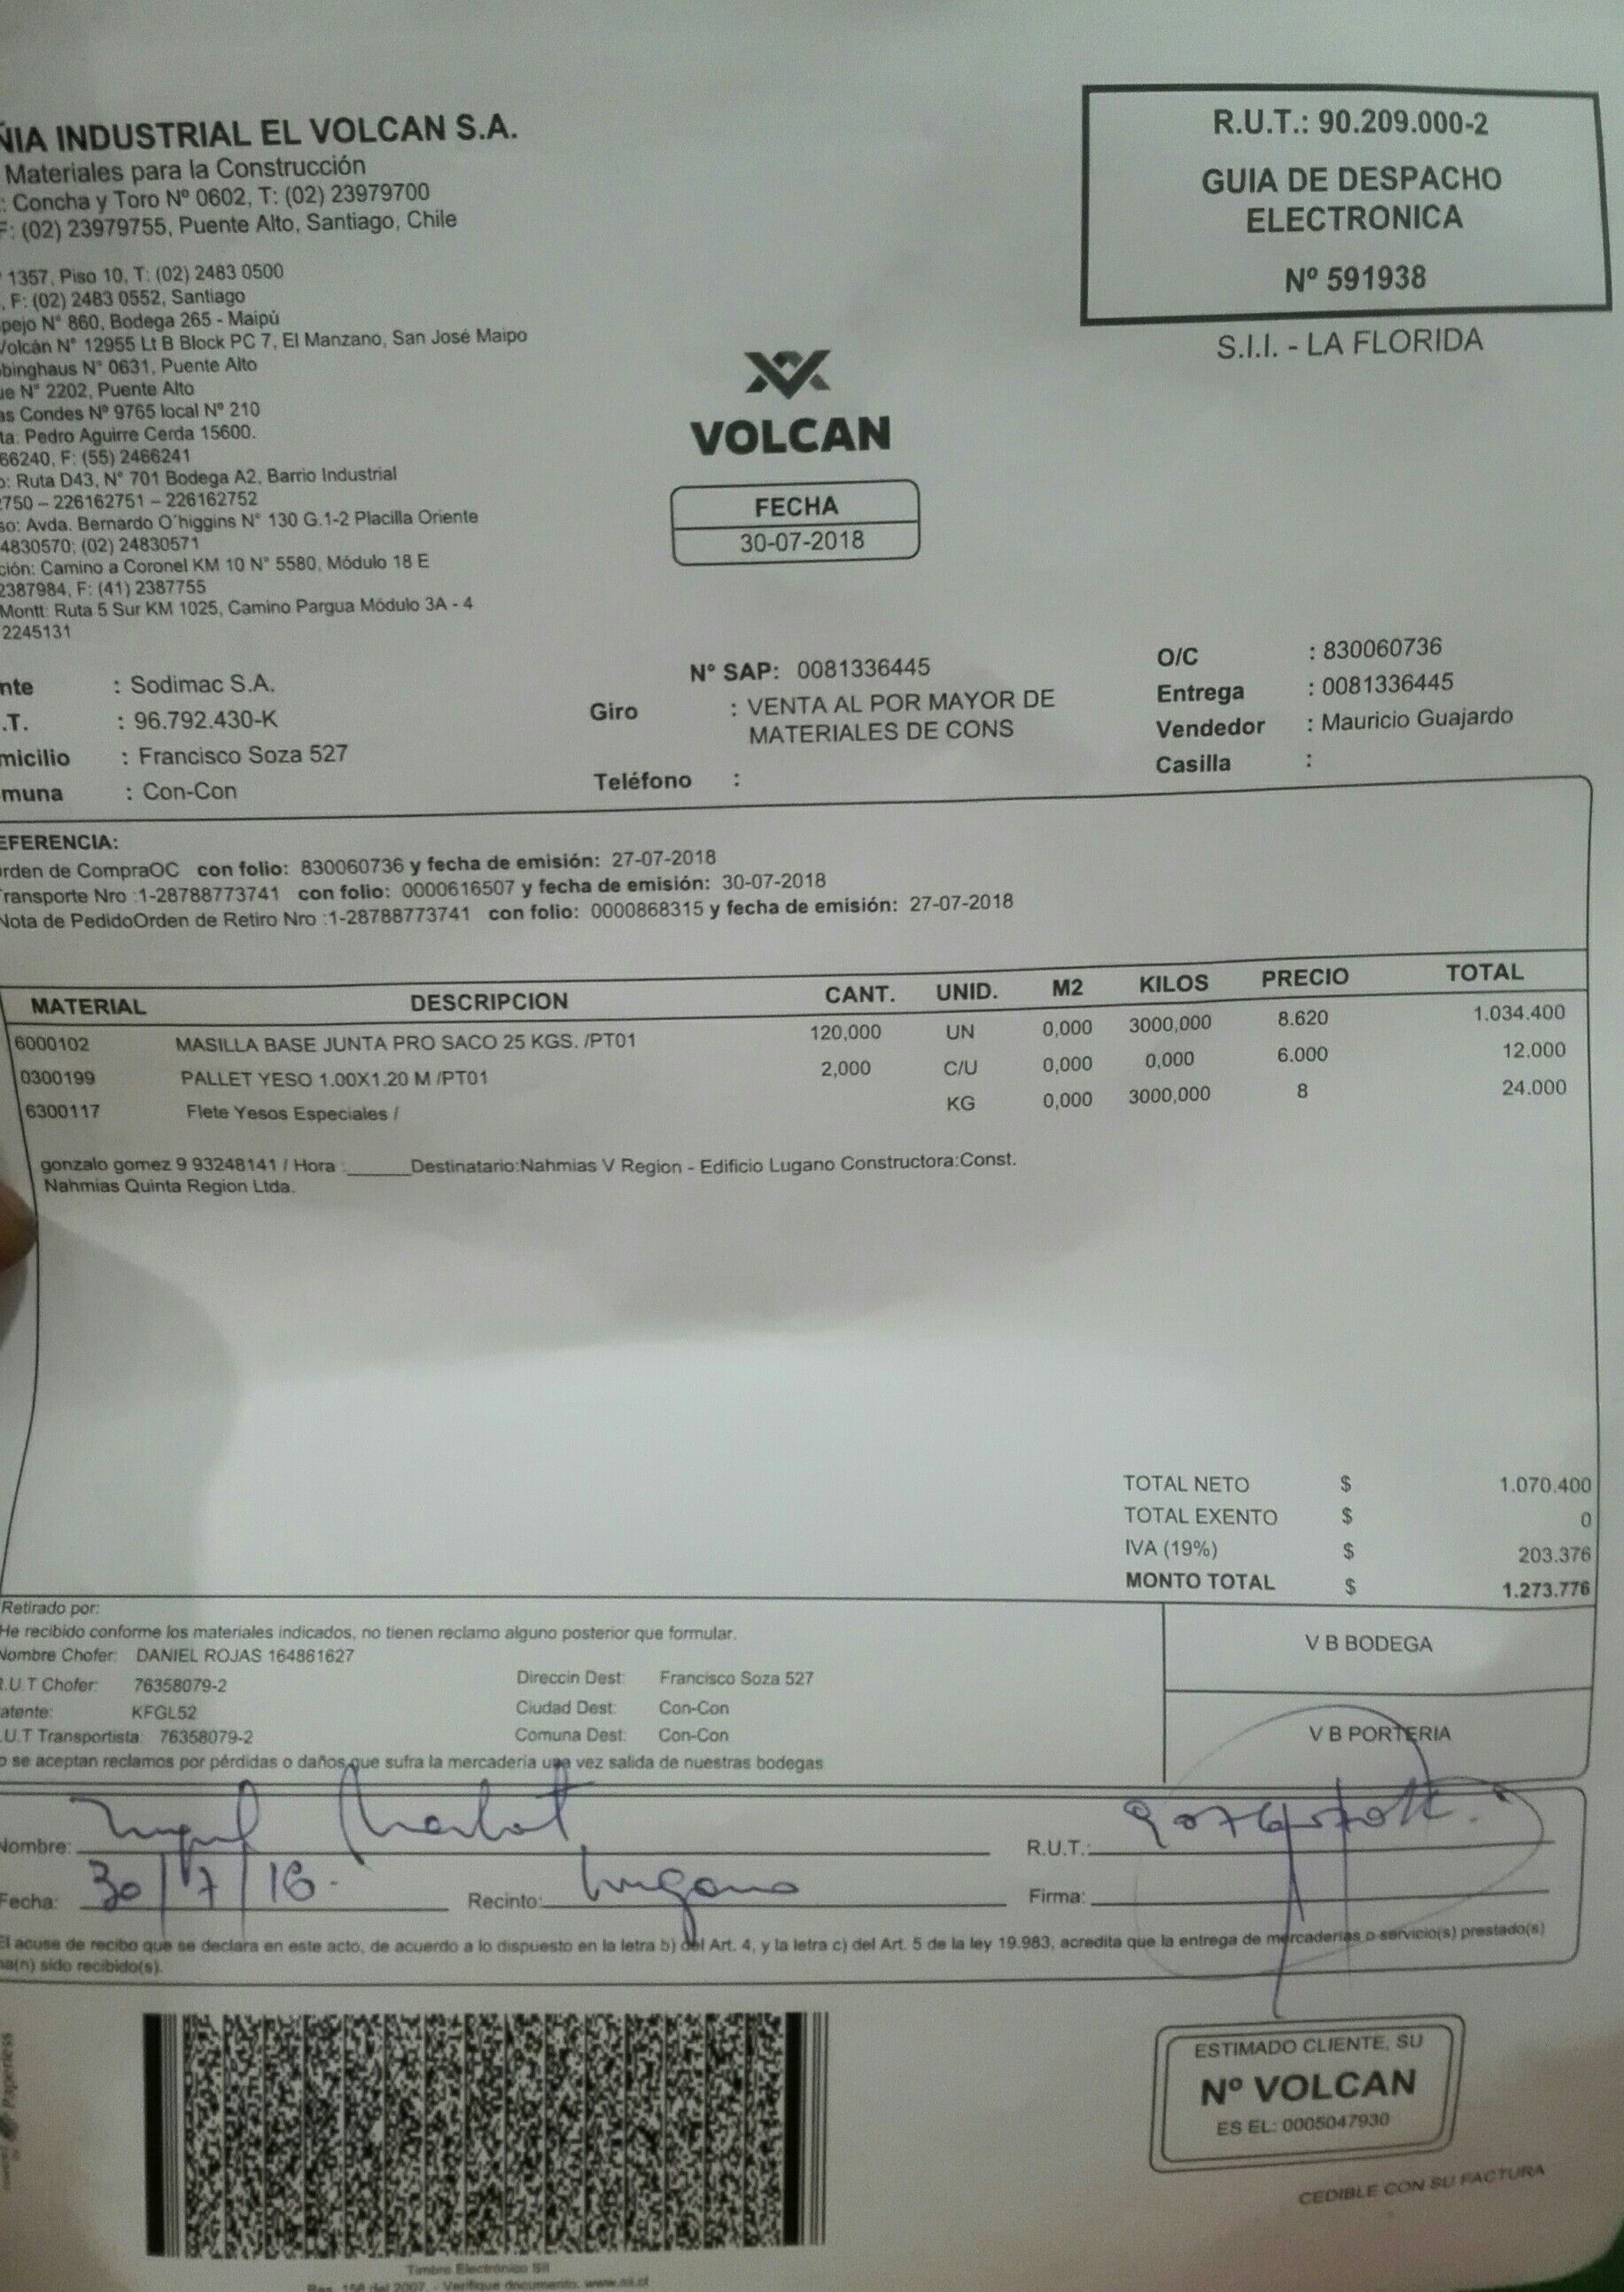 ÑIA INDUSTRIAL EL VOLCAN S.A.
Materiales para la Construcción
: Concha y Toro Nº 0602, T: (02) 23979700
F: (02) 23979755, Puente Alto, Santiago, Chile
1357, Piso 10, T: (02) 2483 0500
, F: (02) 2483 0552, Santiago
pejo N° 860, Bodega 265 - Maipú
Volcán N° 12955 Lt B Block PC 7, El Manzano, San José Maipo
binghaus N° 0631, Puente Alto
ue N° 2202, Puente Alto
as Condes Nº 9765 local Nº 210
ta: Pedro Aguirre Cerda 15600.
66240, F: (55) 2466241
o: Ruta D43, N° 701 Bodega A2, Barrio Industrial
2750 – 226162751 – 226162752
so: Avda. Bernardo O´higgins N° 130 G.1-2 Placilla Oriente
4830570; (02) 24830571
ción: Camino a Coronel KM 10 N° 5580, Módulo 18 E
2387984, F: (41) 2387755
Montt: Ruta 5 Sur KM 1025, Camino Pargua Módulo 3A - 4
2245131
R.U.T.: 90.209.000-2
GUIA DE DESPACHO
ELECTRONICA
Nº 591938
S.I.I. - LA FLORIDA
VOLCAN
FECHA
30-07-2018
nte : Sodimac S.A.
.T. : 96.792.430-K
micilio : Francisco Soza 527
muna : Con-Con
N° SAP: 0081336445
Giro : VENTA AL POR MAYOR DE
MATERIALES DE CONS
Teléfono :
O/C : 830060736
Entrega : 0081336445
Vendedor : Mauricio Guajardo
Casilla :
EFERENCIA:
rden de CompraOC con folio: 830060736 y fecha de emisión: 27-07-2018
Transporte Nro :1-28788773741 con folio: 0000616507 y fecha de emisión: 30-07-2018
Nota de PedidoOrden de Retiro Nro :1-28788773741 con folio: 0000868315 y fecha de emisión: 27-07-2018
MATERIAL DESCRIPCION CANT. UNID. M2 KILOS PRECIO TOTAL
6000102 MASILLA BASE JUNTA PRO SACO 25 KGS. /PT01 120,000 UN 0,000 3000,000 8.620 1.034.400
0300199 PALLET YESO 1.00X1.20 M /PT01 2,000 C/U 0,000 0,000 6.000 12.000
6300117 Flete Yesos Especiales / KG 0,000 3000,000 8 24.000
gonzalo gomez 9 93248141 / Hora :______Destinatario:Nahmias V Region - Edificio Lugano Constructora:Const.
Nahmias Quinta Region Ltda.
TOTAL NETO $ 1.070.400
TOTAL EXENTO $ 0
IVA (19%) $ 203.376
MONTO TOTAL $ 1.273.776
Retirado por:
He recibido conforme los materiales indicados, no tienen reclamo alguno posterior que formular.
Nombre Chofer: DANIEL ROJAS 164861627
R.U.T Chofer: 76358079-2
atente: KFGL52
.U.T Transportista: 76358079-2
Direccin Dest: Francisco Soza 527
Ciudad Dest: Con-Con
Comuna Dest: Con-Con
o se aceptan reclamos por pérdidas o daños que sufra la mercadería una vez salida de nuestras bodegas
V B BODEGA
V B PORTERIA
Nombre:
R.U.T.:
Fecha: 30/7/18.
Recinto: Lugano
Firma:
El acuse de recibo que se declara en este acto, de acuerdo a lo dispuesto en la letra b) del Art. 4, y la letra c) del Art. 5 de la ley 19.983, acredita que la entrega de mercaderías o servicio(s) prestado(s)
ha(n) sido recibido(s).
Paperless
ESTIMADO CLIENTE, SU
Nº VOLCAN
ES EL: 0005047930
CEDIBLE CON SU FACTURA
Timbre Electrónico SII
Res. 156 del 2007 - Verifique documento: www.sii.cl